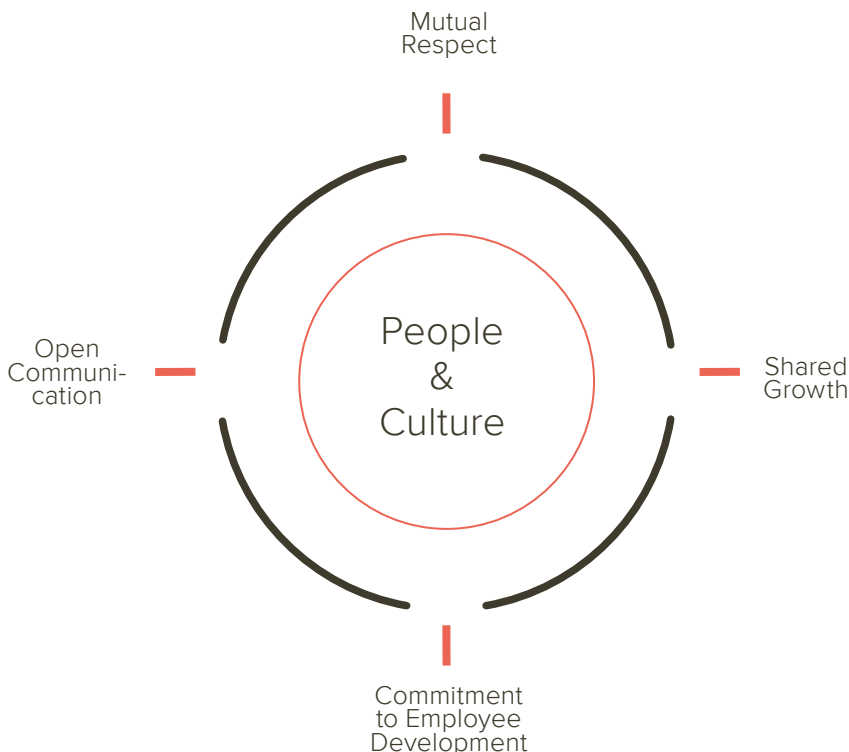 Mutual
Respect
People
&
Culture
Open
Communi-
cation
Shared
Growth
Commitment
to Employee
Development